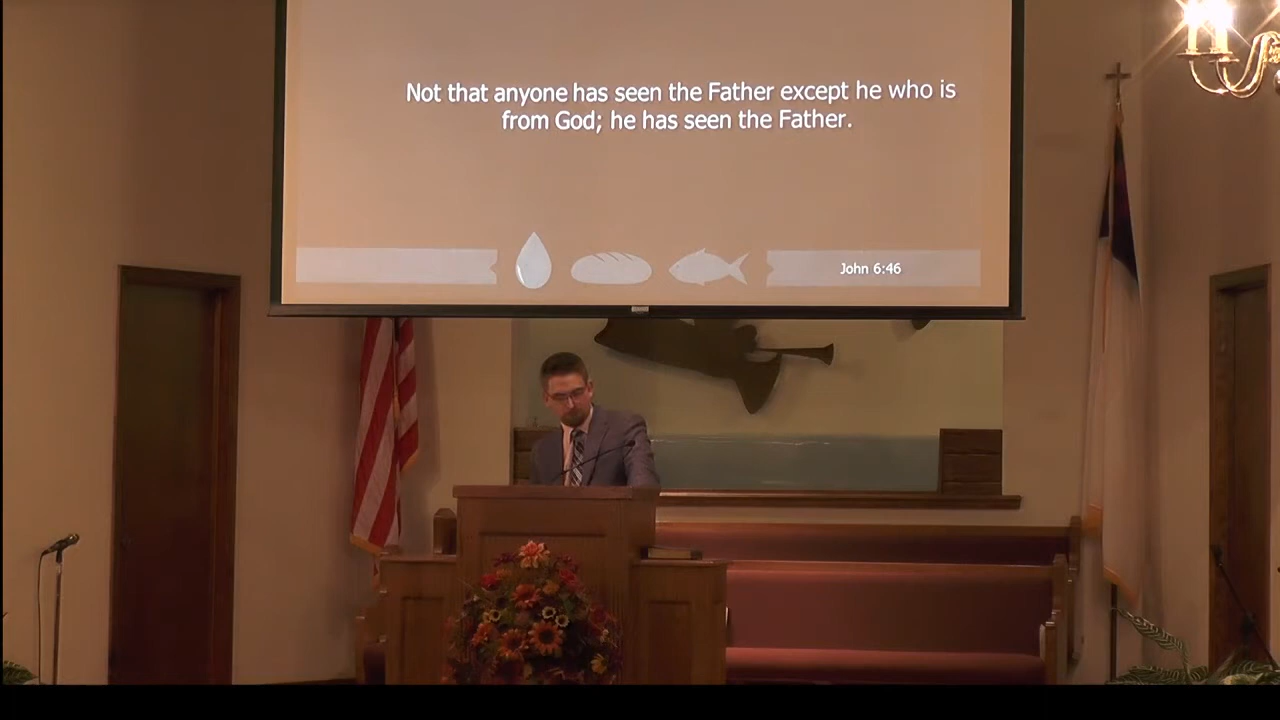 Not that anyone has seen the Father except he who is
from God; he has seen the Father.
John 6:46